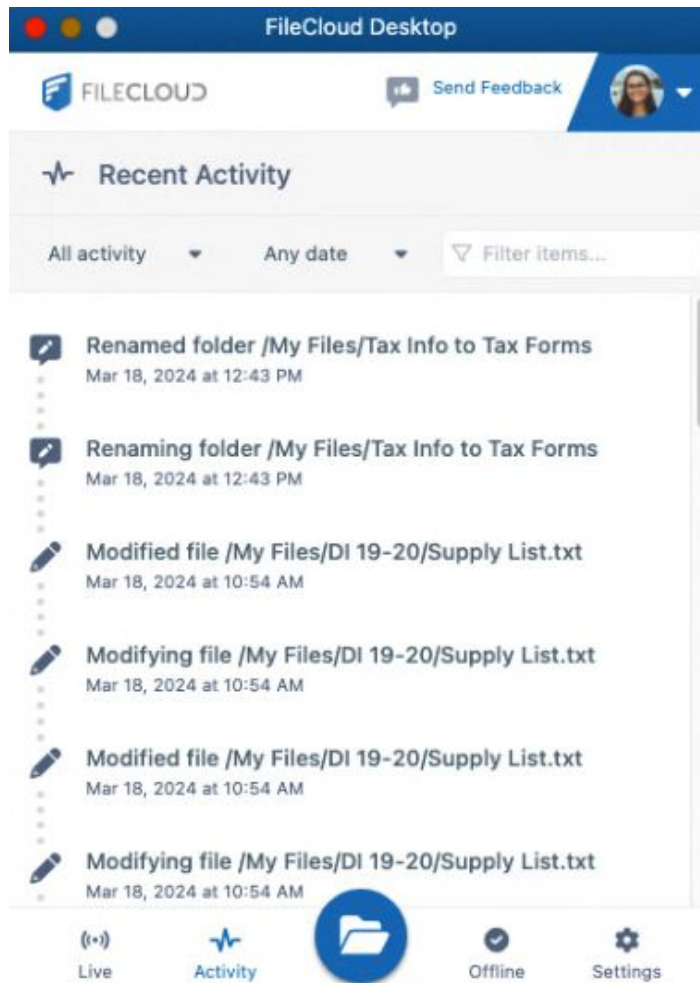 FileCloud Desktop
FILECLOUD
Send Feedback
Recent Activity
All activity
Any date
Filter items...
Renamed folder /My Files/Tax Info to Tax Forms
Mar 18, 2024 at 12:43 PM
Renaming folder /My Files/Tax Info to Tax Forms
Mar 18, 2024 at 12:43 PM
Modified file /My Files/DI 19-20/Supply List.txt
Mar 18, 2024 at 10:54 AM
Modifying file /My Files/DI 19-20/Supply List.txt
Mar 18, 2024 at 10:54 AM
Modified file /My Files/DI 19-20/Supply List.txt
Mar 18, 2024 at 10:54 AM
Modifying file /My Files/DI 19-20/Supply List.txt
Mar 18, 2024 at 10:54 AM
Live
Activity
Offline
Settings